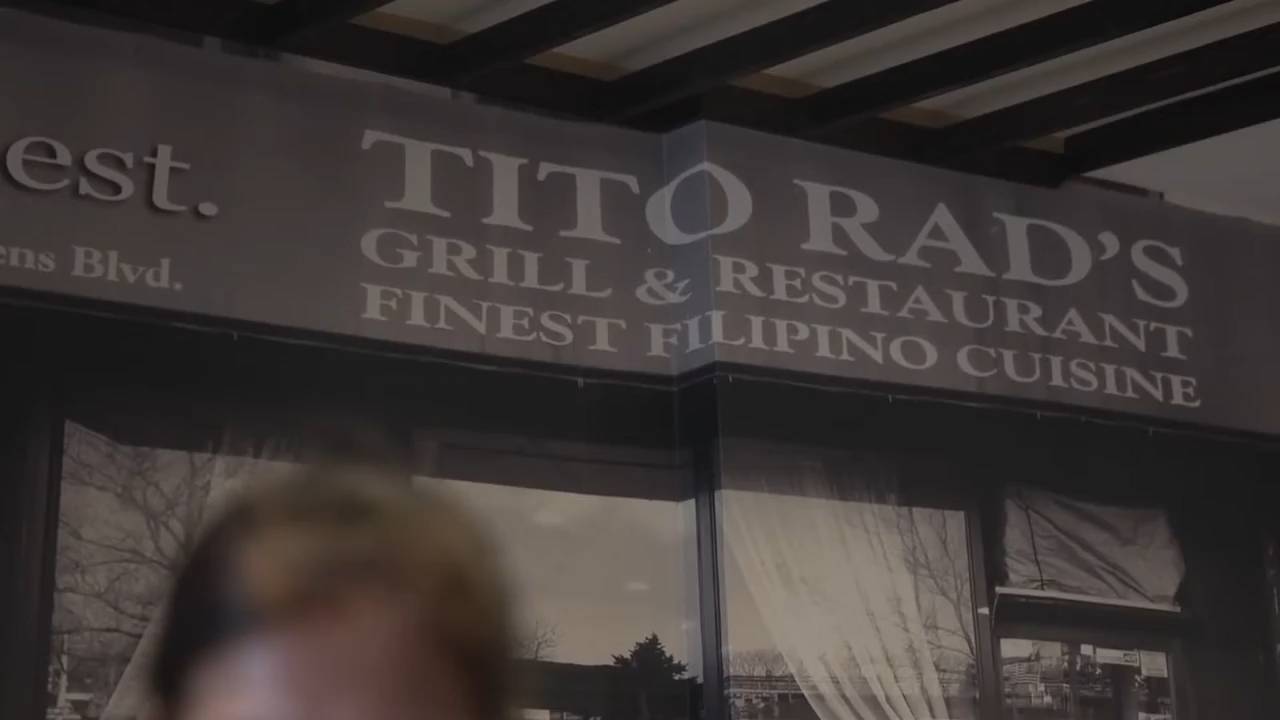 est.
ens Blvd.
TITO RAD'S
GRILL & RESTAURANT
FINEST FILIPINO CUISINE